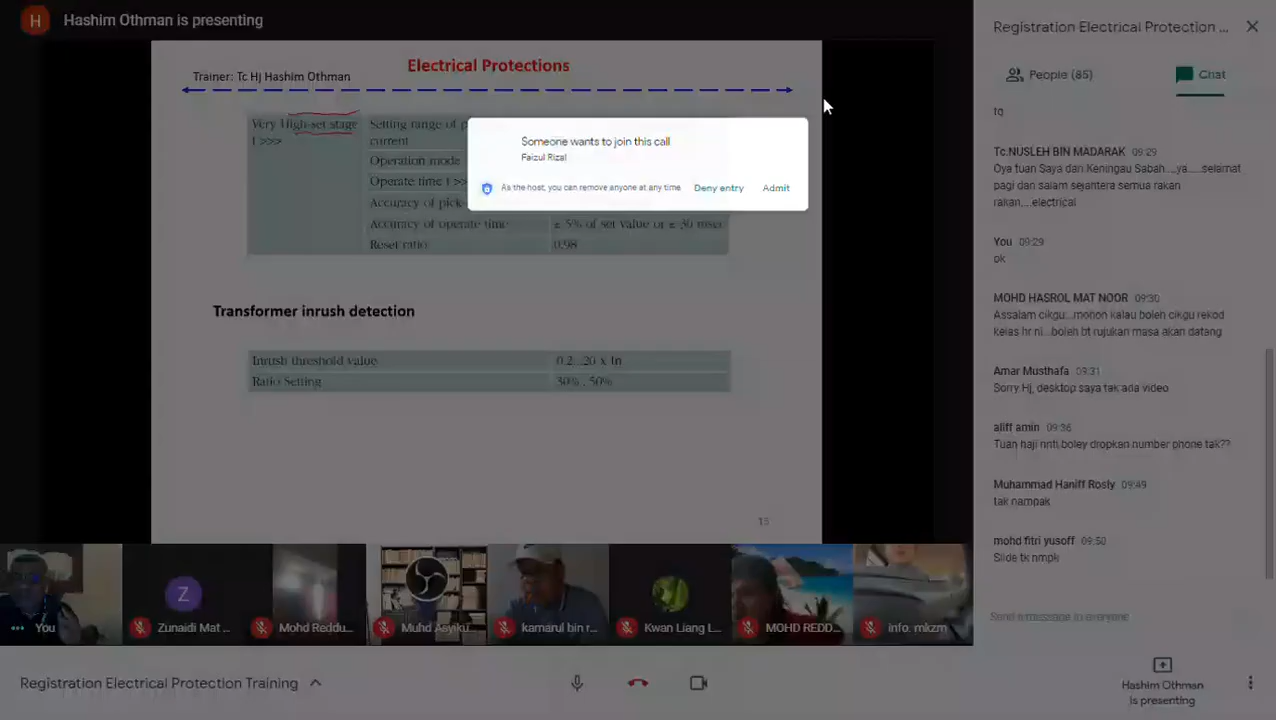 H
Hashim Othman is presenting
Trainer: Tc Hj Hashim Othman
Electrical Protections
Very High-set stage
I >>>
Setting range of p
current
Operation mode
Operate time I >
Accuracy of pick
Accuracy of operate time
± 5% of set value or ± 30 msec
Reset ratio
0.98
Someone wants to join this call
Faizul Rizal
As the host, you can remove anyone at any time
Deny entry
Admit
Transformer inrush detection
Inrush threshold value
0.2...20 x In
Ratio Setting
30% , 50%
15
You
Z
Zunaidi Mat ...
Mohd Reddu...
Muhd Asyiku...
kamarul bin r...
Kwan Liang L...
MOHD REDD...
info. mkzm
Registration Electrical Protection Training
Hashim Othman
is presenting
Registration Electrical Protection ...
People (85)
Chat
Tc.NUSLEH BIN MADARAK 09:29
Oya tuan Saya dari Keningau Sabah....ya.....selamat
pagi dan salam sejahtera semua rakan
rakan....electrical
You 09:29
ok
MOHD HASROL MAT NOOR 09:30
Assalam cikgu...mohon kalau boleh cikgu rekod
kelas hr ni...boleh bt rujukan masa akan datang
Amar Musthafa 09:31
Sorry Hj, desktop saya tak ada video
aliff amin 09:36
Tuan haji nnti boley dropkan number phone tak??
Muhammad Haniff Rosly 09:49
tak nampak
mohd fitri yusoff 09:50
Slide tk nmpk
Send a message to everyone